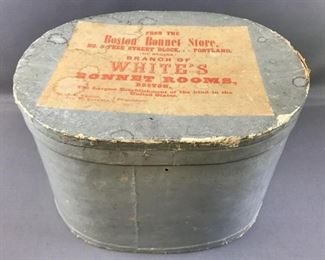 FROM THE
Boston Bonnet Store,
FREE STREET BLOCK, PORTLAND,
BRANCH OF
WHITE'S
BONNET ROOMS,
BOSTON,
The Largest Establishment of the kind in the
United States.